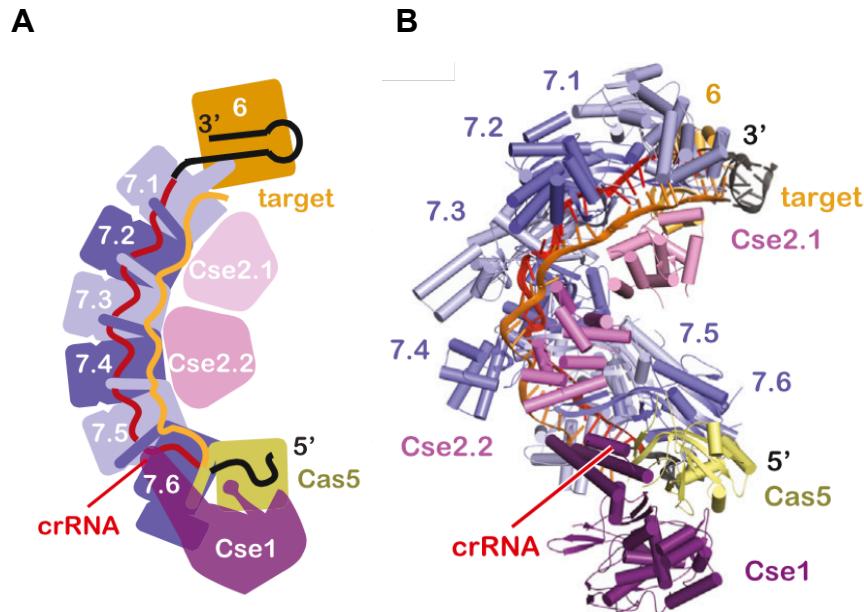 A
6
3’
7.1
target
7.2
Cse2.1
7.3
Cse2.2
7.4
7.5
5’
Cas5
7.6
crRNA
Cse1
B
7.1
6
7.2
3’
target
7.3
Cse2.1
7.5
7.4
7.6
Cse2.2
5’
Cas5
crRNA
Cse1